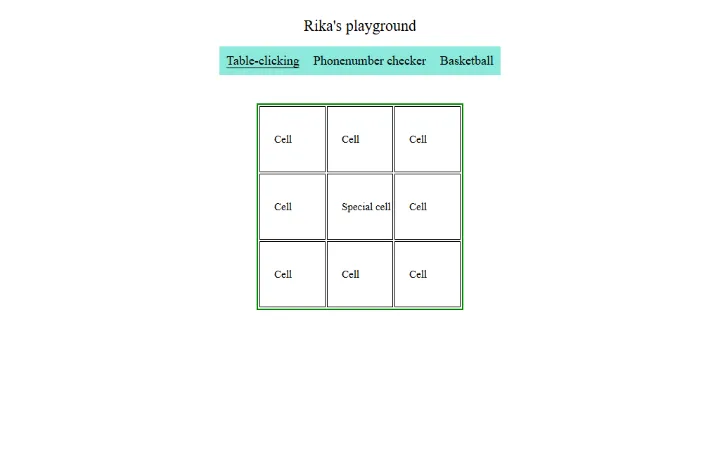 Rika's playground
Table-clicking Phonenumber checker Basketball
Cell Cell Cell
Cell Special cell Cell
Cell Cell Cell